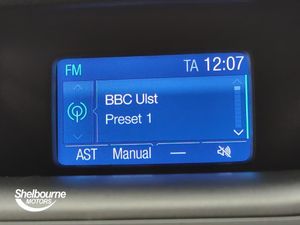 FM TA 12:07
BBC Ulst
Preset 1
AST Manual —
Shelbourne
MOTORS